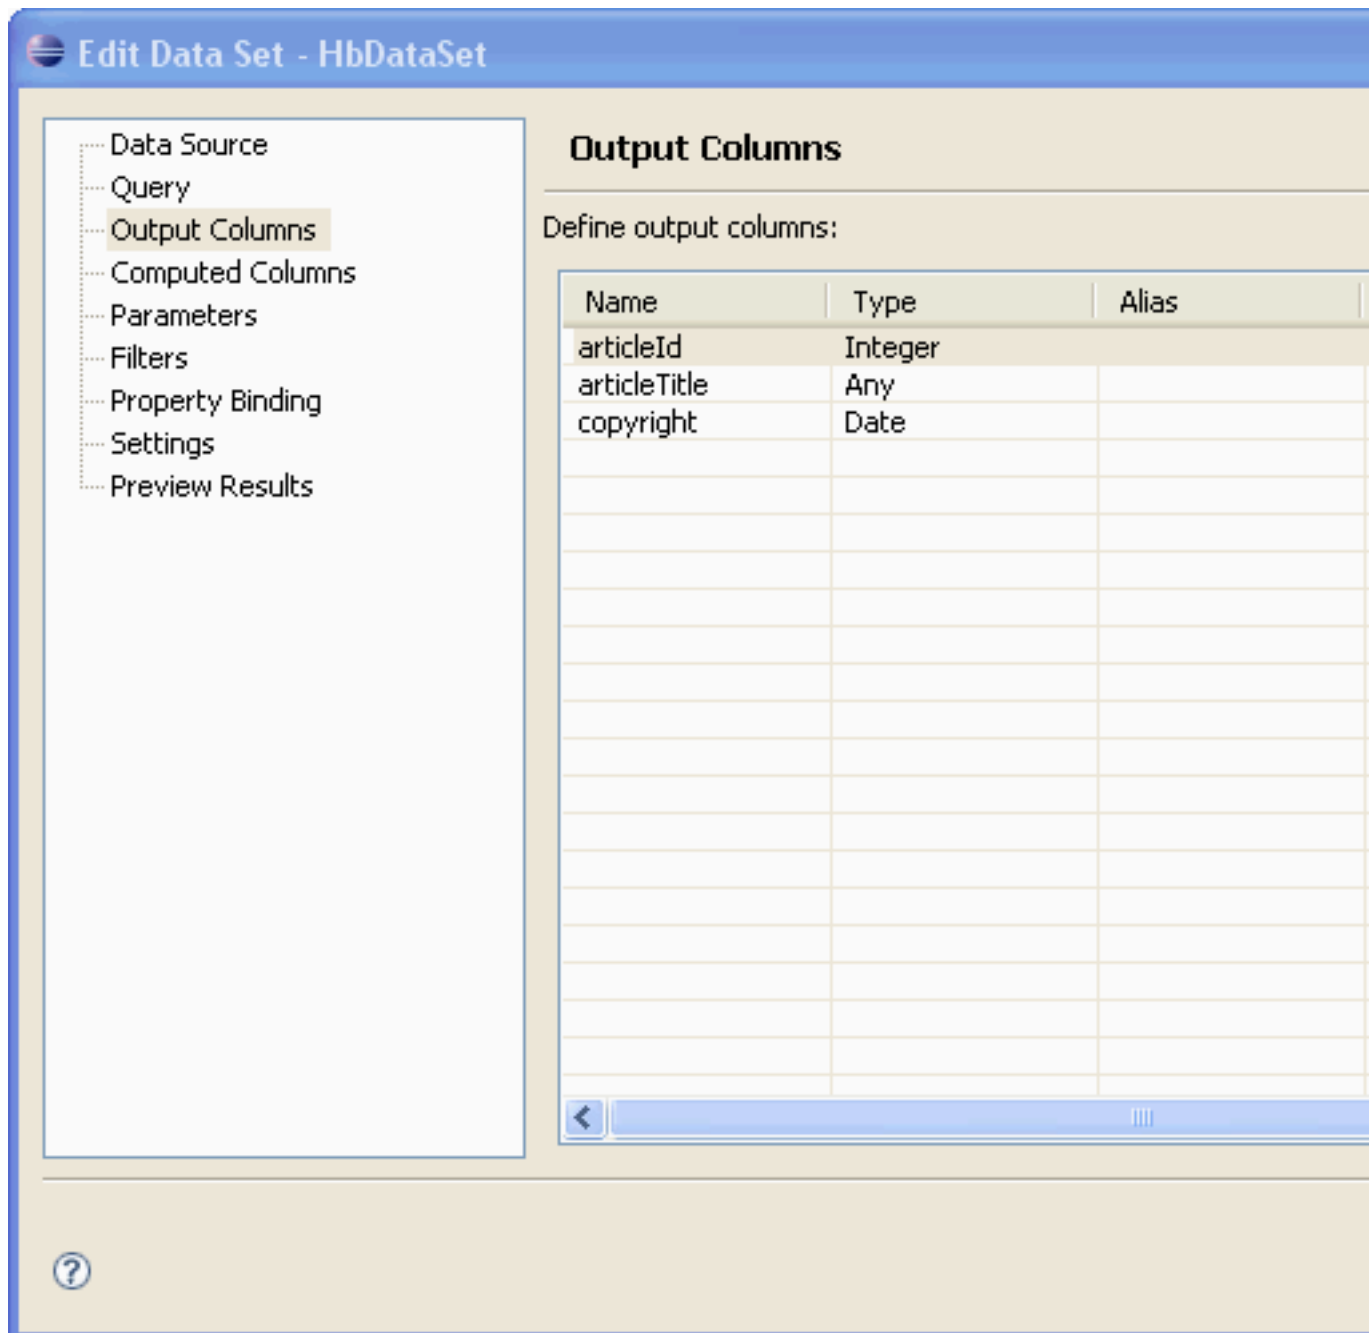 Edit Data Set - HbDataSet
Data Source
Query
Output Columns
Computed Columns
Parameters
Filters
Property Binding
Settings
Preview Results
Output Columns
Define output columns:
Name Type Alias
articleId Integer
articleTitle Any
copyright Date
?